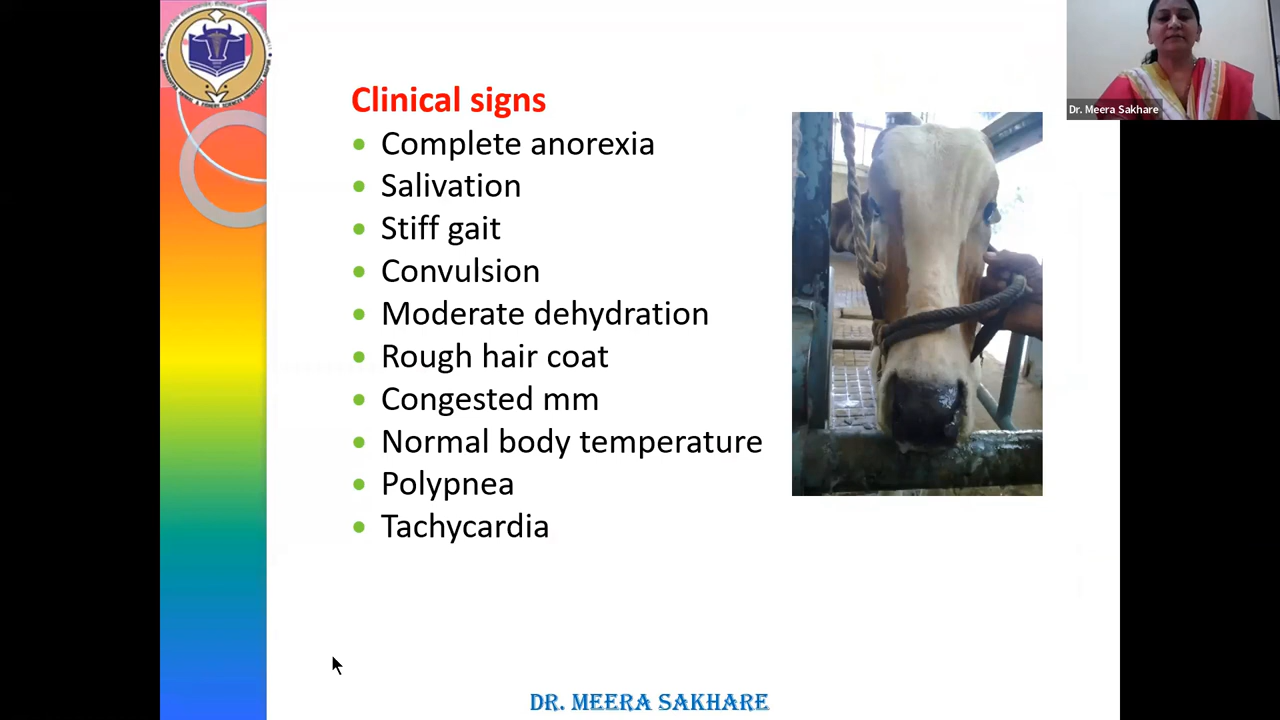 Clinical signs
Complete anorexia
Salivation
Stiff gait
Convulsion
Moderate dehydration
Rough hair coat
Congested mm
Normal body temperature
Polypnea
Tachycardia
Dr. Meera Sakhare
DR. MEERA SAKHARE